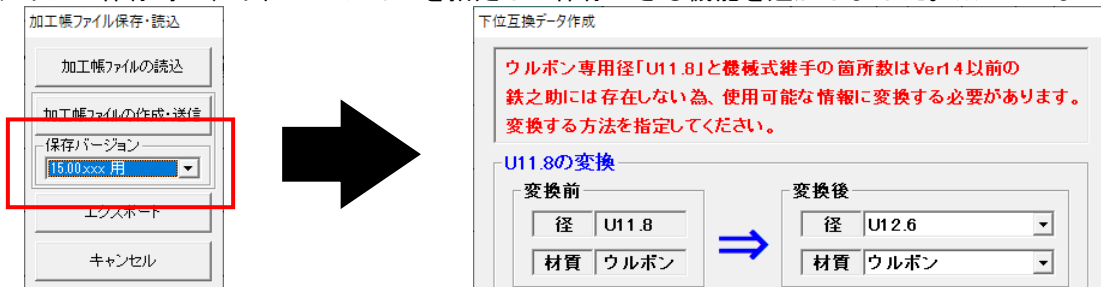 加工帳ファイル保存・読込
加工帳ファイルの読込
加工帳ファイルの作成・送信
保存バージョン
15.00.xxx 用
エクスポート
キャンセル
下位互換データ作成
ウルボン専用径「U11.8」と機械式継手の箇所数はVer14以前の
鉄之助には存在しない為、使用可能な情報に変換する必要があります。
変換する方法を指定してください。
U11.8の変換
変換前
径 U11.8
材質 ウルボン
⇒
変換後
径 U12.6
材質 ウルボン